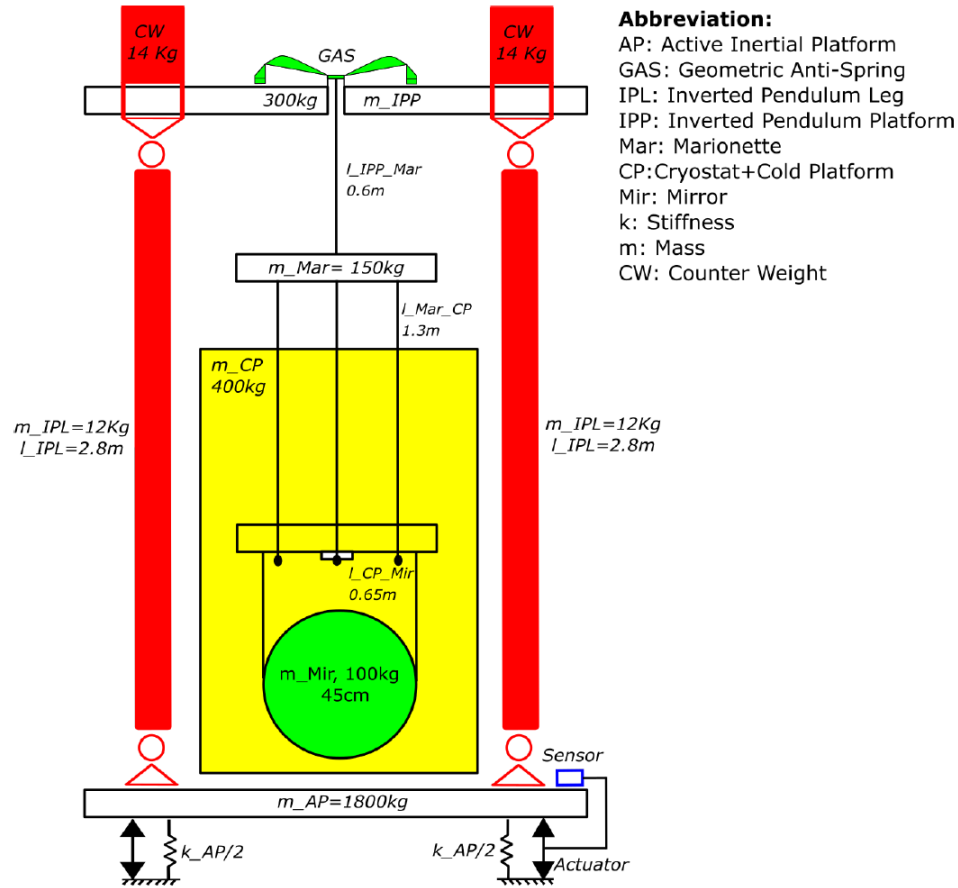 CW
14 Kg
GAS
CW
14 Kg
300kg
m_IPP
l_IPP_Mar
0.6m
m_Mar= 150kg
l_Mar_CP
1.3m
m_CP
400kg
m_IPL=12Kg
l_IPL=2.8m
m_IPL=12Kg
l_IPL=2.8m
l_CP_Mir
0.65m
m_Mir, 100kg
45cm
Sensor
m_AP=1800kg
k_AP/2
k_AP/2
Actuator
Abbreviation:
AP: Active Inertial Platform
GAS: Geometric Anti-Spring
IPL: Inverted Pendulum Leg
IPP: Inverted Pendulum Platform
Mar: Marionette
CP:Cryostat+Cold Platform
Mir: Mirror
k: Stiffness
m: Mass
CW: Counter Weight